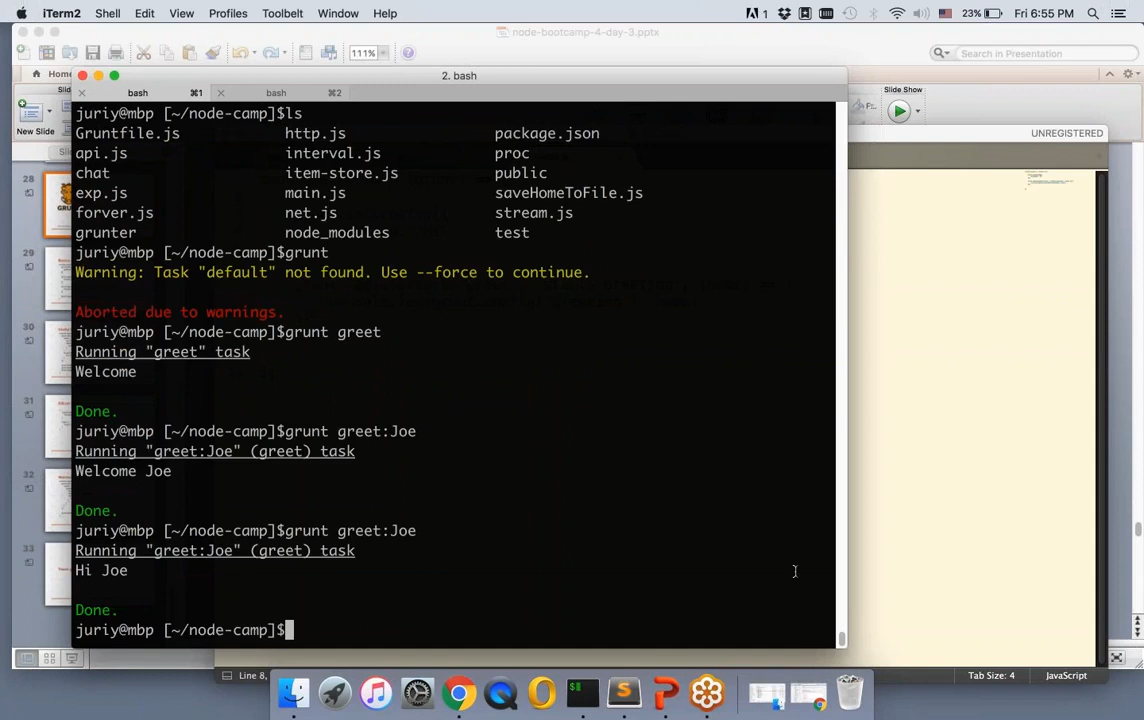 iTerm2 Shell Edit View Profiles Toolbelt Window Help 1 23% Fri 6:55 PM
node-bootcamp-4-day-3.pptx
111% Search in Presentation
Home
2. bash
bash ⌘1 bash ⌘2
Slide Show
New Slide
UNREGISTERED
juriy@mbp [~/node-camp]$ls
Gruntfile.js http.js package.json
api.js interval.js proc
chat item-store.js public
exp.js main.js saveHomeToFile.js
forver.js net.js stream.js
grunter node_modules test
juriy@mbp [~/node-camp]$grunt
Warning: Task "default" not found. Use --force to continue.
Aborted due to warnings.
juriy@mbp [~/node-camp]$grunt greet
Running "greet" task
Welcome
Done.
juriy@mbp [~/node-camp]$grunt greet:Joe
Running "greet:Joe" (greet) task
Welcome Joe
Done.
juriy@mbp [~/node-camp]$grunt greet:Joe
Running "greet:Joe" (greet) task
Hi Joe
Done.
juriy@mbp [~/node-camp]$
28
29
30
31
32
33
Line 8, Tab Size: 4 JavaScript